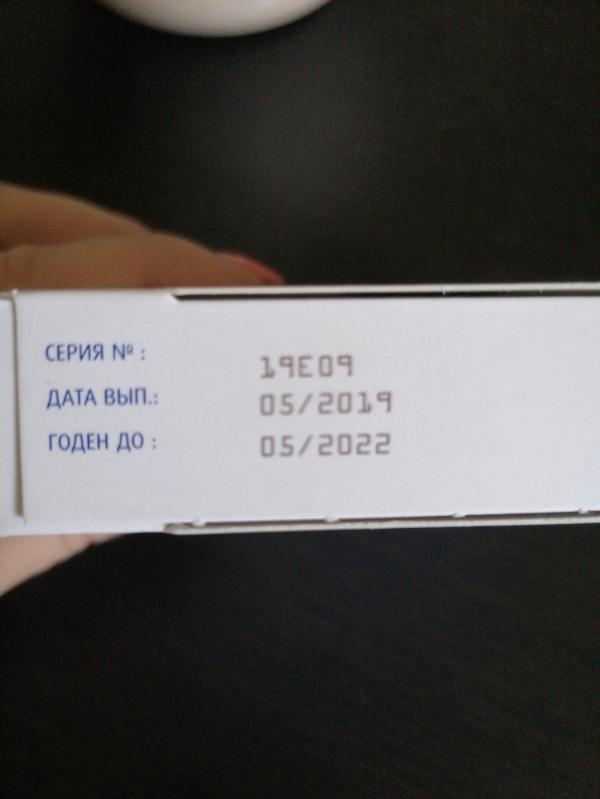 СЕРИЯ № : 19E09
ДАТА ВЫП.: 05/2019
ГОДЕН ДО : 05/2022